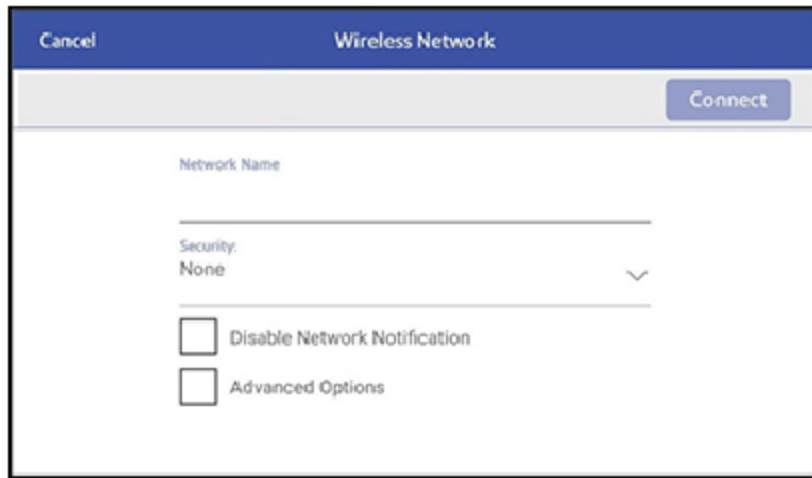 Cancel
Wireless Network
Connect
Network Name
Security:
None
Disable Network Notification
Advanced Options